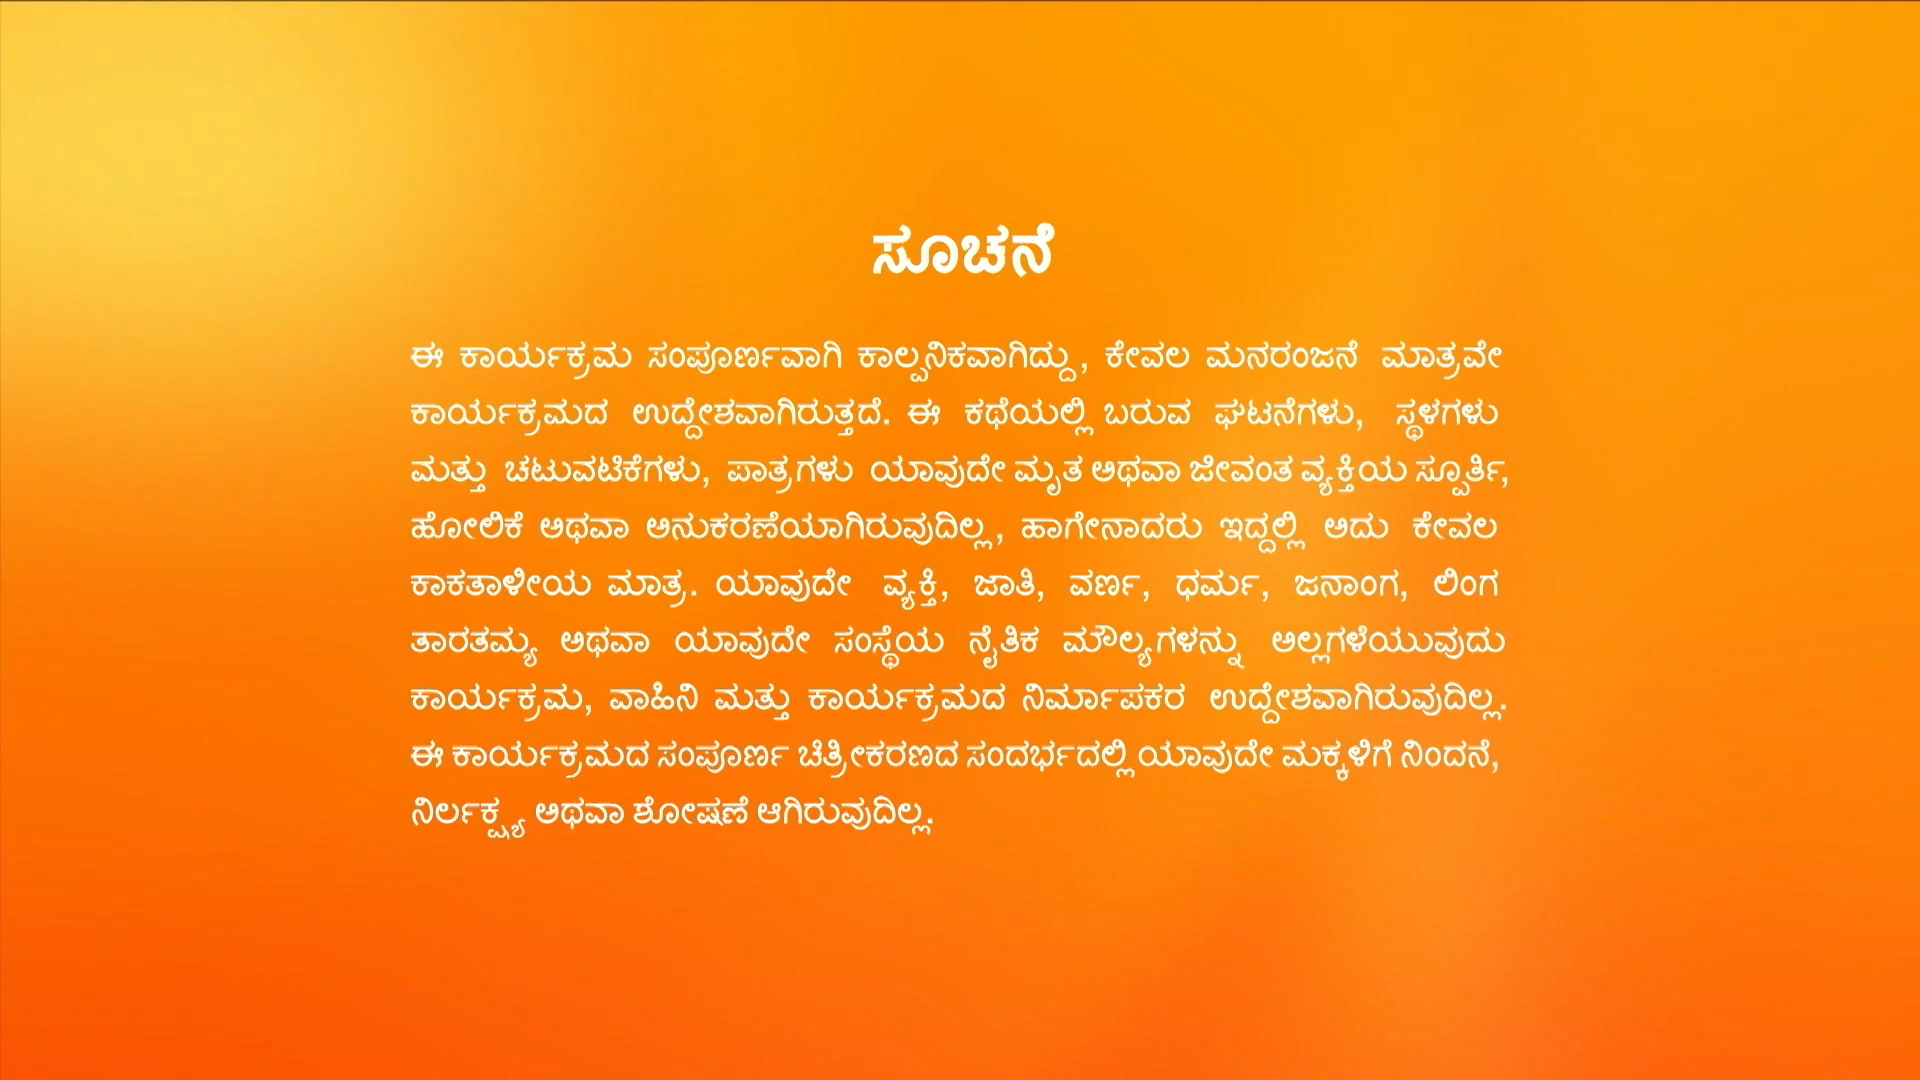 ಸೂಚನೆ
ಈ ಕಾರ್ಯಕ್ರಮ ಸಂಪೂರ್ಣವಾಗಿ ಕಾಲ್ಪನಿಕವಾಗಿದ್ದು, ಕೇವಲ ಮನರಂಜನೆ ಮಾತ್ರವೇ
ಕಾರ್ಯಕ್ರಮದ ಉದ್ದೇಶವಾಗಿರುತ್ತದೆ. ಈ ಕಥೆಯಲ್ಲಿ ಬರುವ ಘಟನೆಗಳು, ಸ್ಥಳಗಳು
ಮತ್ತು ಚಟುವಟಿಕೆಗಳು, ಪಾತ್ರಗಳು ಯಾವುದೇ ಮೃತ ಅಥವಾ ಜೀವಂತ ವ್ಯಕ್ತಿಯ ಸ್ಪೂರ್ತಿ,
ಹೋಲಿಕೆ ಅಥವಾ ಅನುಕರಣೆಯಾಗಿರುವುದಿಲ್ಲ, ಹಾಗೇನಾದರು ಇದ್ದಲ್ಲಿ ಅದು ಕೇವಲ
ಕಾಕತಾಳೀಯ ಮಾತ್ರ. ಯಾವುದೇ ವ್ಯಕ್ತಿ, ಜಾತಿ, ವರ್ಣ, ಧರ್ಮ, ಜನಾಂಗ, ಲಿಂಗ
ತಾರತಮ್ಯ ಅಥವಾ ಯಾವುದೇ ಸಂಸ್ಥೆಯ ನೈತಿಕ ಮೌಲ್ಯಗಳನ್ನು ಅಲ್ಲಗಳೆಯುವುದು
ಕಾರ್ಯಕ್ರಮ, ವಾಹಿನಿ ಮತ್ತು ಕಾರ್ಯಕ್ರಮದ ನಿರ್ಮಾಪಕರ ಉದ್ದೇಶವಾಗಿರುವುದಿಲ್ಲ.
ಈ ಕಾರ್ಯಕ್ರಮದ ಸಂಪೂರ್ಣ ಚಿತ್ರೀಕರಣದ ಸಂದರ್ಭದಲ್ಲಿ ಯಾವುದೇ ಮಕ್ಕಳಿಗೆ ನಿಂದನೆ,
ನಿರ್ಲಕ್ಷ್ಯ ಅಥವಾ ಶೋಷಣೆ ಆಗಿರುವುದಿಲ್ಲ.